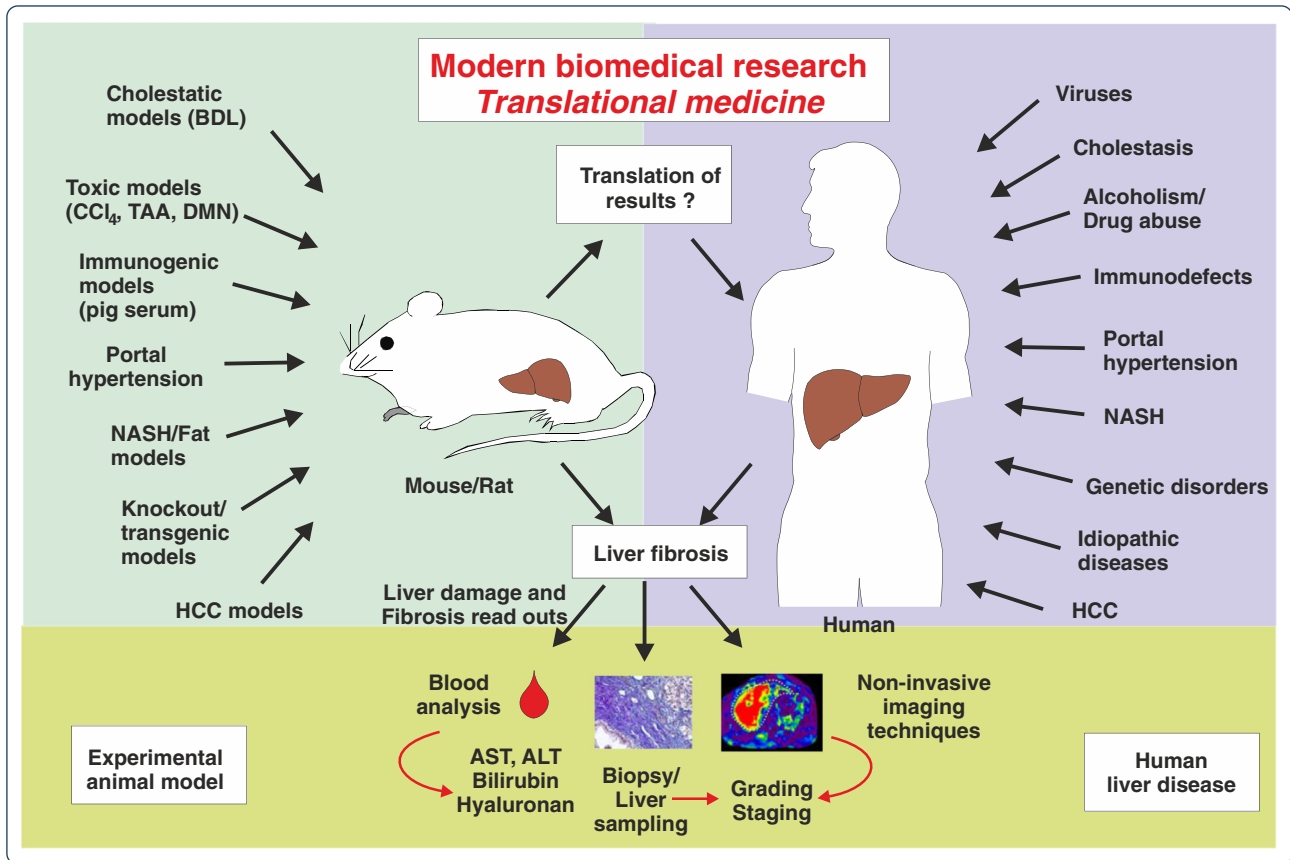 Modern biomedical research
Translational medicine
Cholestatic
models (BDL)
Toxic models
(CCl₄, TAA, DMN)
Immunogenic
models
(pig serum)
Portal
hypertension
NASH/Fat
models
Knockout/
transgenic
models
HCC models
Translation of
results ?
Mouse/Rat
Viruses
Cholestasis
Alcoholism/
Drug abuse
Immunodefects
Portal
hypertension
NASH
Genetic disorders
Idiopathic
diseases
HCC
Human
Liver fibrosis
Liver damage and
Fibrosis read outs
Blood
analysis
AST, ALT
Bilirubin
Hyaluronan
Biopsy/
Liver
sampling
Grading
Staging
Non-invasive
imaging
techniques
Experimental
animal model
Human
liver disease